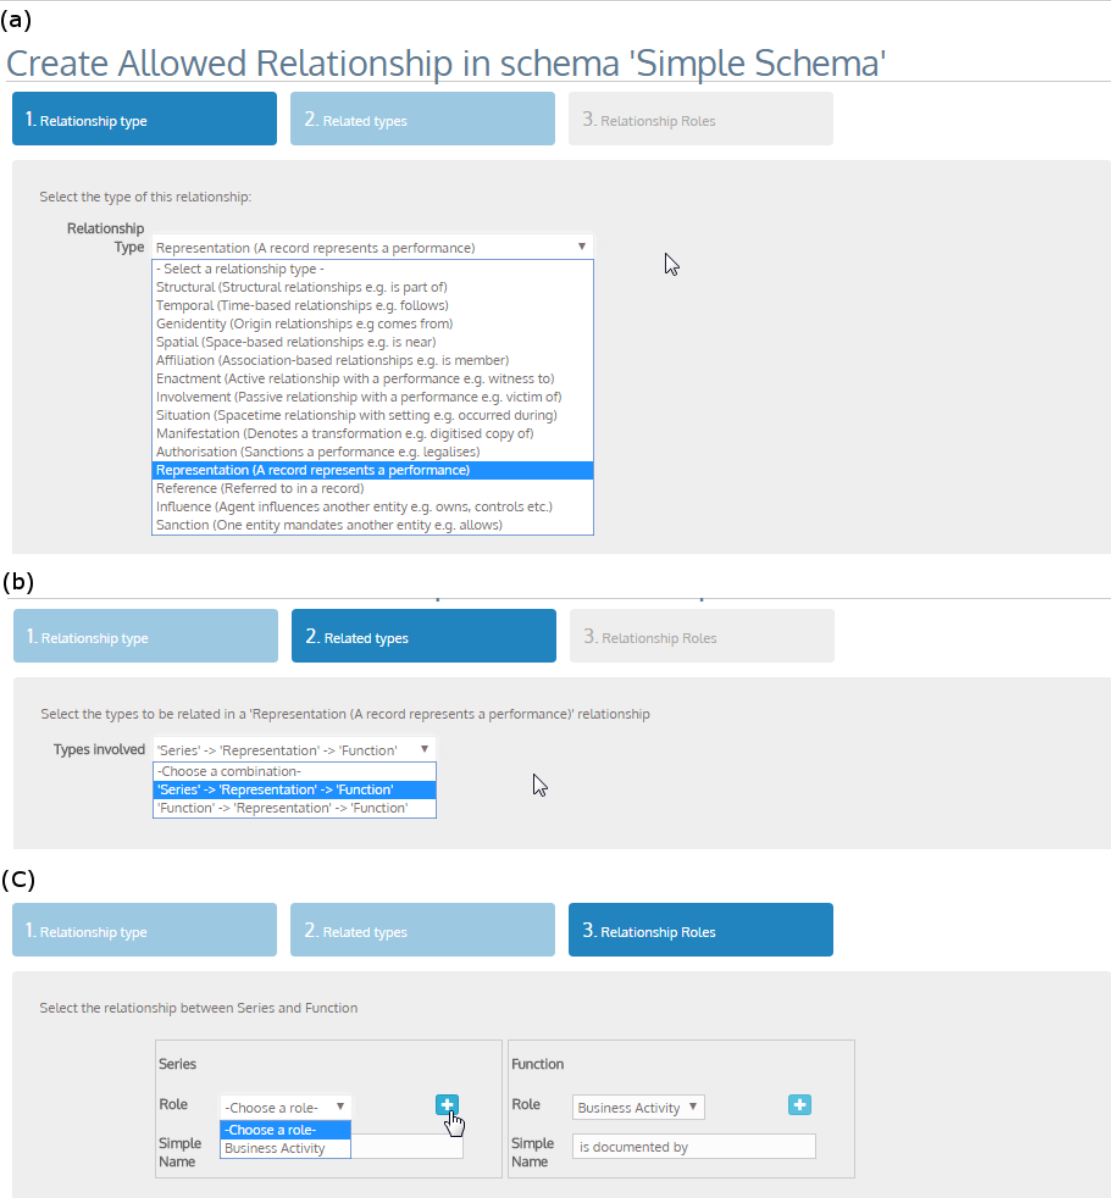 (a)
Create Allowed Relationship in schema 'Simple Schema'
1. Relationship type 2. Related types 3. Relationship Roles
Select the type of this relationship:
Relationship
Type Representation (A record represents a performance)
- Select a relationship type -
Structural (Structural relationships e.g. is part of)
Temporal (Time-based relationships e.g. follows)
Genidentity (Origin relationships e.g comes from)
Spatial (Space-based relationships e.g. is near)
Affiliation (Association-based relationships e.g. is member)
Enactment (Active relationship with a performance e.g. witness to)
Involvement (Passive relationship with a performance e.g. victim of)
Situation (Spacetime relationship with setting e.g. occurred during)
Manifestation (Denotes a transformation e.g. digitised copy of)
Authorisation (Sanctions a performance e.g. legalises)
Representation (A record represents a performance)
Reference (Referred to in a record)
Influence (Agent influences another entity e.g. owns, controls etc.)
Sanction (One entity mandates another entity e.g. allows)
(b)
1. Relationship type 2. Related types 3. Relationship Roles
Select the types to be related in a 'Representation (A record represents a performance)' relationship
Types involved 'Series' -> 'Representation' -> 'Function'
-Choose a combination-
'Series' -> 'Representation' -> 'Function'
'Function' -> 'Representation' -> 'Function'
(C)
1. Relationship type 2. Related types 3. Relationship Roles
Select the relationship between Series and Function
Series Function
Role -Choose a role- Role Business Activity
-Choose a role-
Business Activity
Simple
Name
Simple
Name is documented by